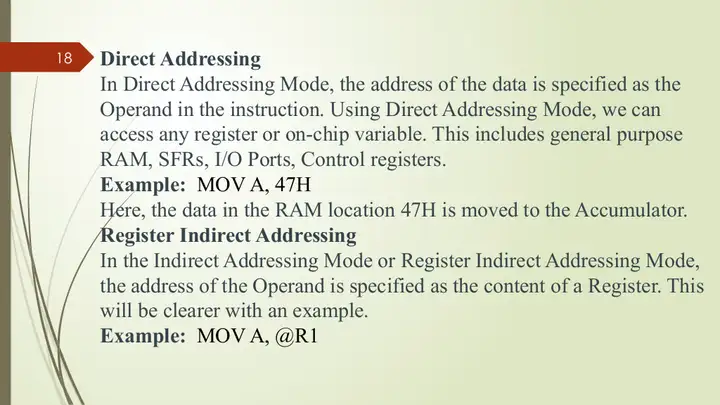 18
Direct Addressing
In Direct Addressing Mode, the address of the data is specified as the
Operand in the instruction. Using Direct Addressing Mode, we can
access any register or on-chip variable. This includes general purpose
RAM, SFRs, I/O Ports, Control registers.
Example: MOV A, 47H
Here, the data in the RAM location 47H is moved to the Accumulator.
Register Indirect Addressing
In the Indirect Addressing Mode or Register Indirect Addressing Mode,
the address of the Operand is specified as the content of a Register. This
will be clearer with an example.
Example: MOV A, @R1